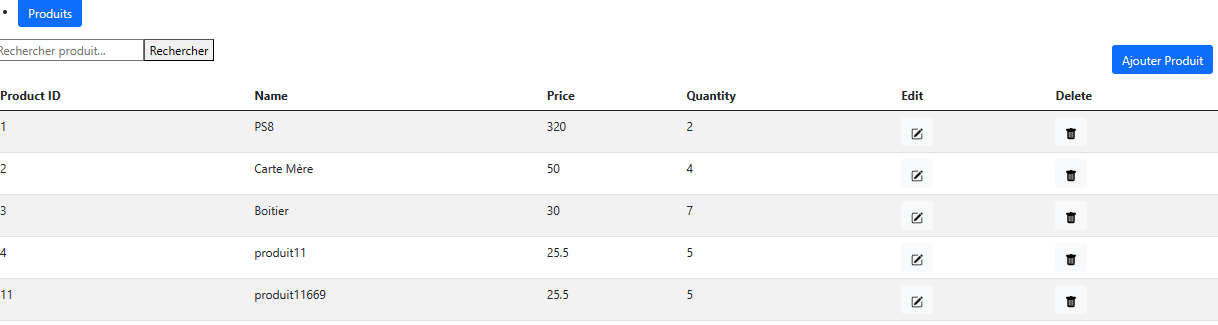 Produits
Rechercher produit... Rechercher
Ajouter Produit
Product ID Name Price Quantity Edit Delete
1 PS8 320 2
2 Carte Mère 50 4
3 Boitier 30 7
4 produit11 25.5 5
11 produit11669 25.5 5